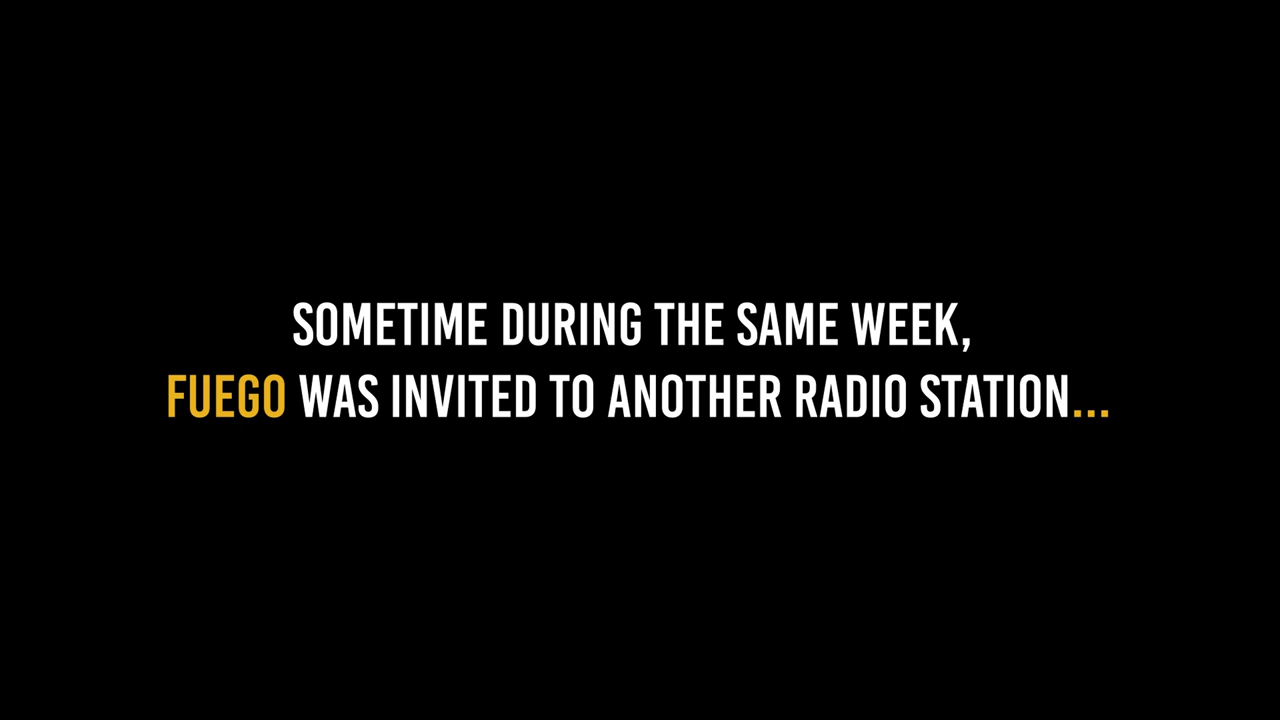 SOMETIME DURING THE SAME WEEK,
FUEGO WAS INVITED TO ANOTHER RADIO STATION...